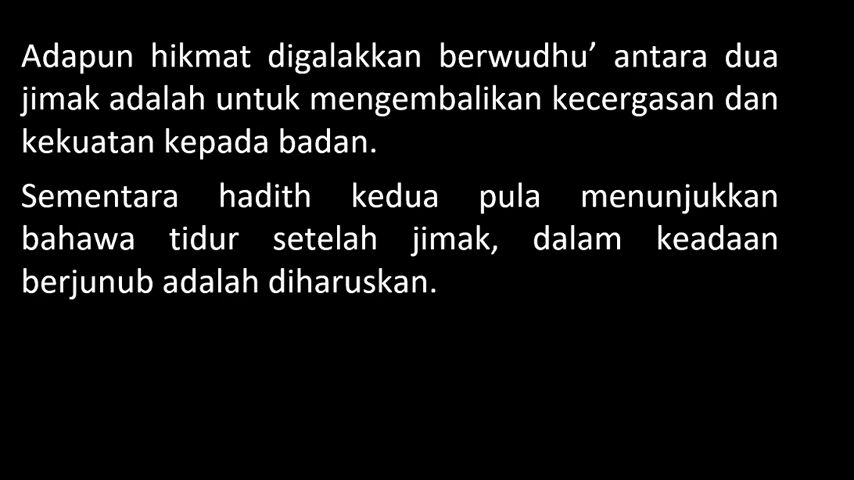 Adapun hikmat digalakkan berwudhu’ antara dua
jimak adalah untuk mengembalikan kecergasan dan
kekuatan kepada badan.
Sementara hadith kedua pula menunjukkan
bahawa tidur setelah jimak, dalam keadaan
berjunub adalah diharuskan.